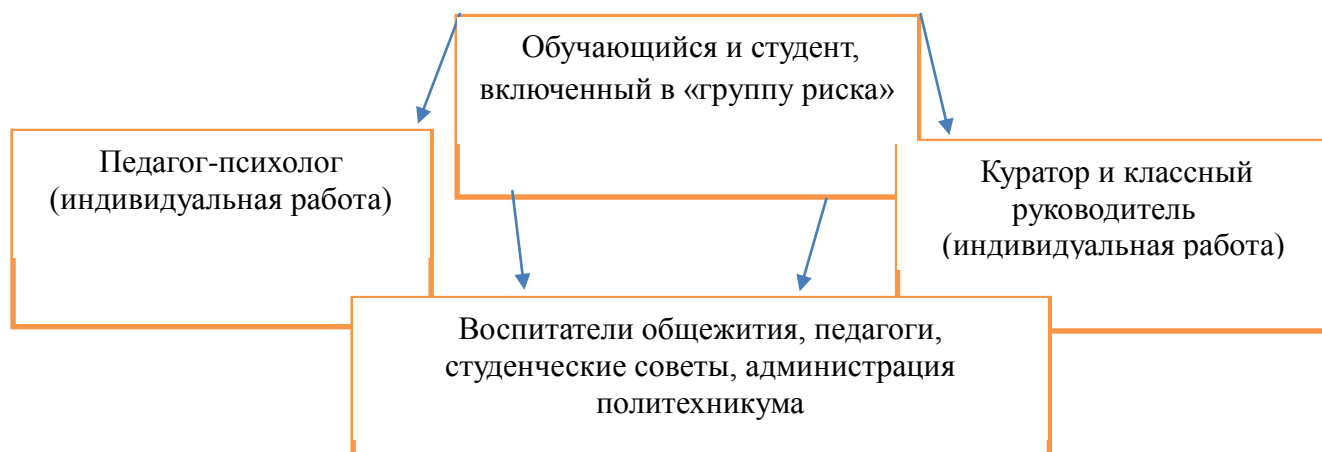 Обучающийся и студент,
включенный в «группу риска»
Педагог-психолог
(индивидуальная работа)
Куратор и классный
руководитель
(индивидуальная работа)
Воспитатели общежития, педагоги,
студенческие советы, администрация
политехникума